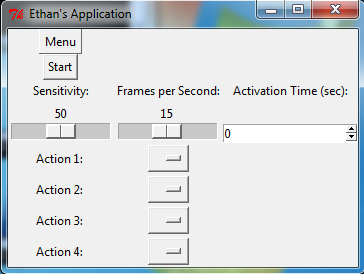 Ethan's Application
Menu
Start
Sensitivity: Frames per Second: Activation Time (sec):
50 15
0
Action 1:
Action 2:
Action 3:
Action 4: